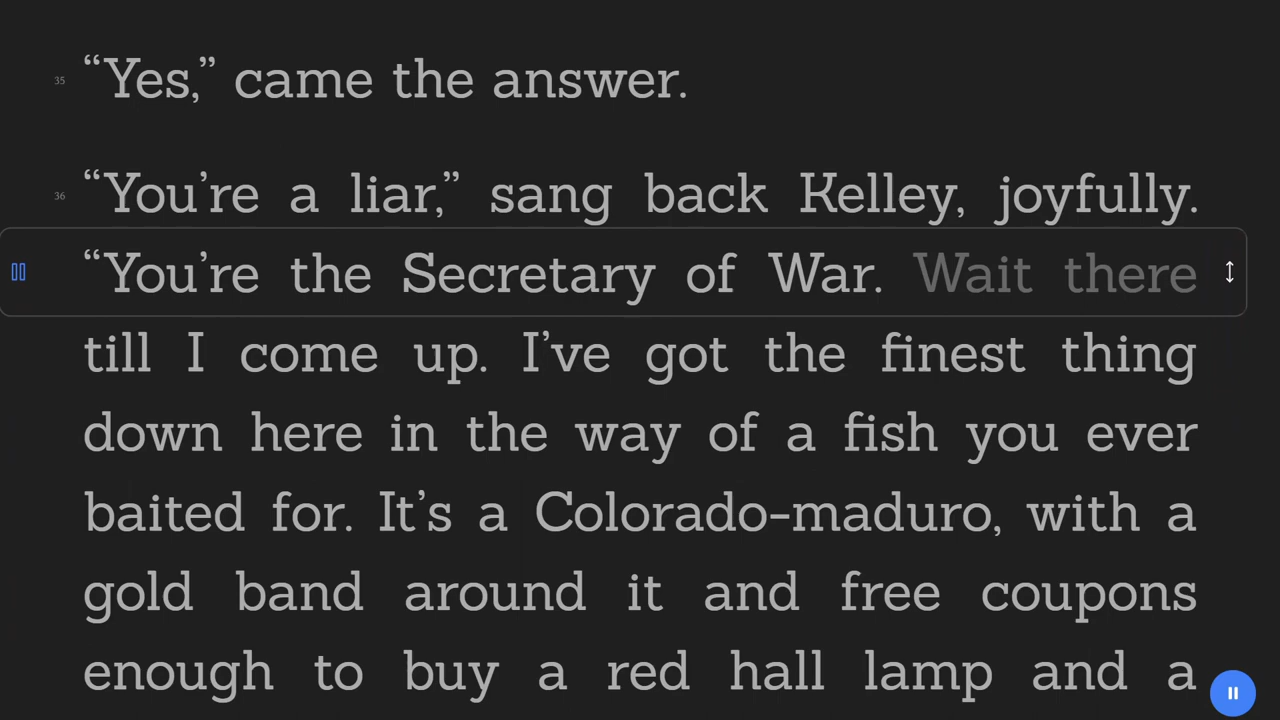 35 “Yes,” came the answer.
36 “You’re a liar,” sang back Kelley, joyfully.
“You’re the Secretary of War. Wait there
till I come up. I’ve got the finest thing
down here in the way of a fish you ever
baited for. It’s a Colorado-maduro, with a
gold band around it and free coupons
enough to buy a red hall lamp and a